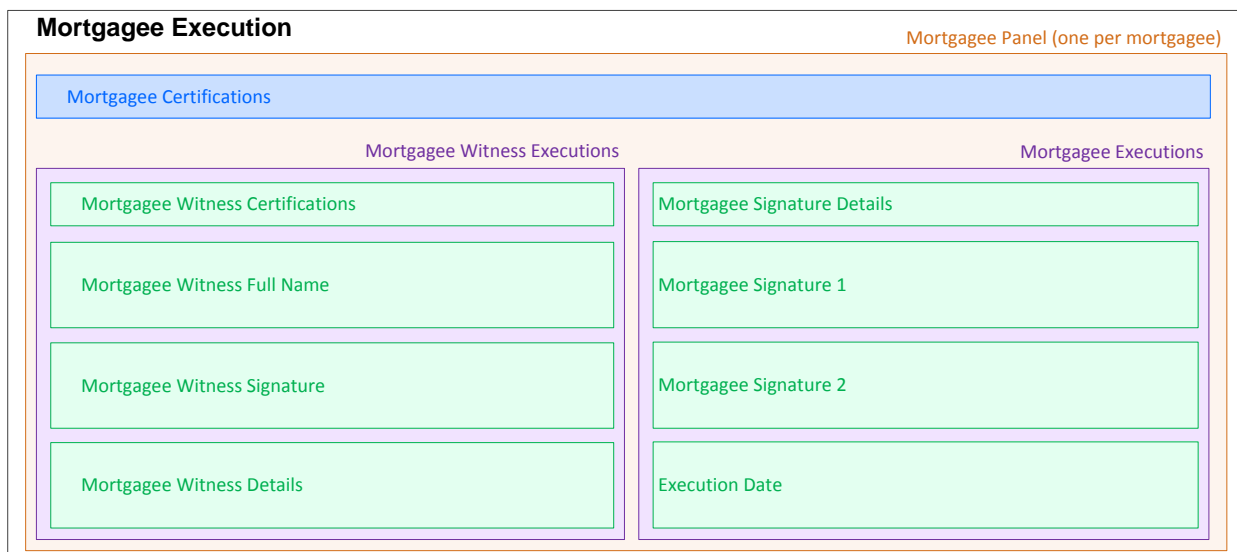 Mortgagee Execution
Mortgagee Panel (one per mortgagee)
Mortgagee Certifications
Mortgagee Witness Executions
Mortgagee Witness Certifications
Mortgagee Witness Full Name
Mortgagee Witness Signature
Mortgagee Witness Details
Mortgagee Executions
Mortgagee Signature Details
Mortgagee Signature 1
Mortgagee Signature 2
Execution Date